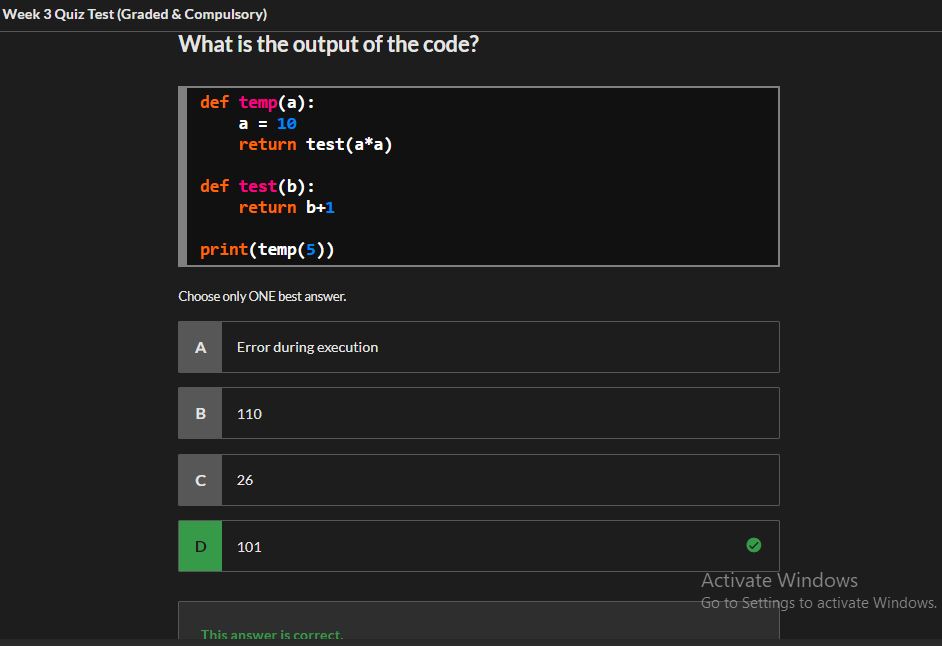 Week 3 Quiz Test (Graded & Compulsory)
What is the output of the code?
def temp(a):
    a = 10
    return test(a*a)
def test(b):
    return b+1
print(temp(5))
Choose only ONE best answer.
A Error during execution
B 110
C 26
D 101
Activate Windows
Go to Settings to activate Windows.
This answer is correct.